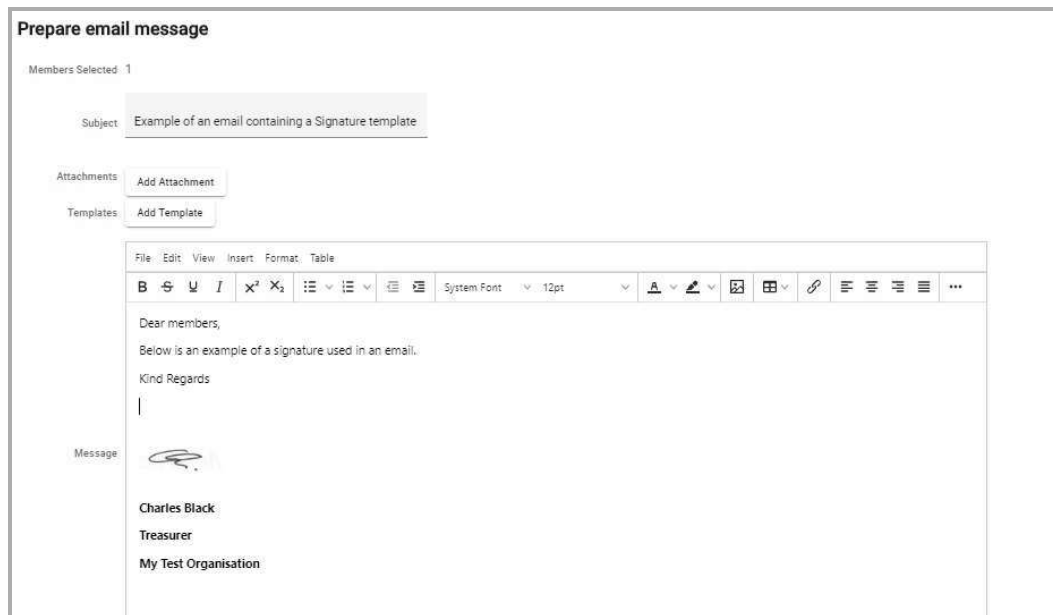 Prepare email message
Members Selected 1
Subject Example of an email containing a Signature template
Attachments Add Attachment
Templates Add Template
File Edit View Insert Format Table
B S U I X² X₂ System Font 12pt A ...
Dear members,
Below is an example of a signature used in an email.
Kind Regards
Message
Charles Black
Treasurer
My Test Organisation